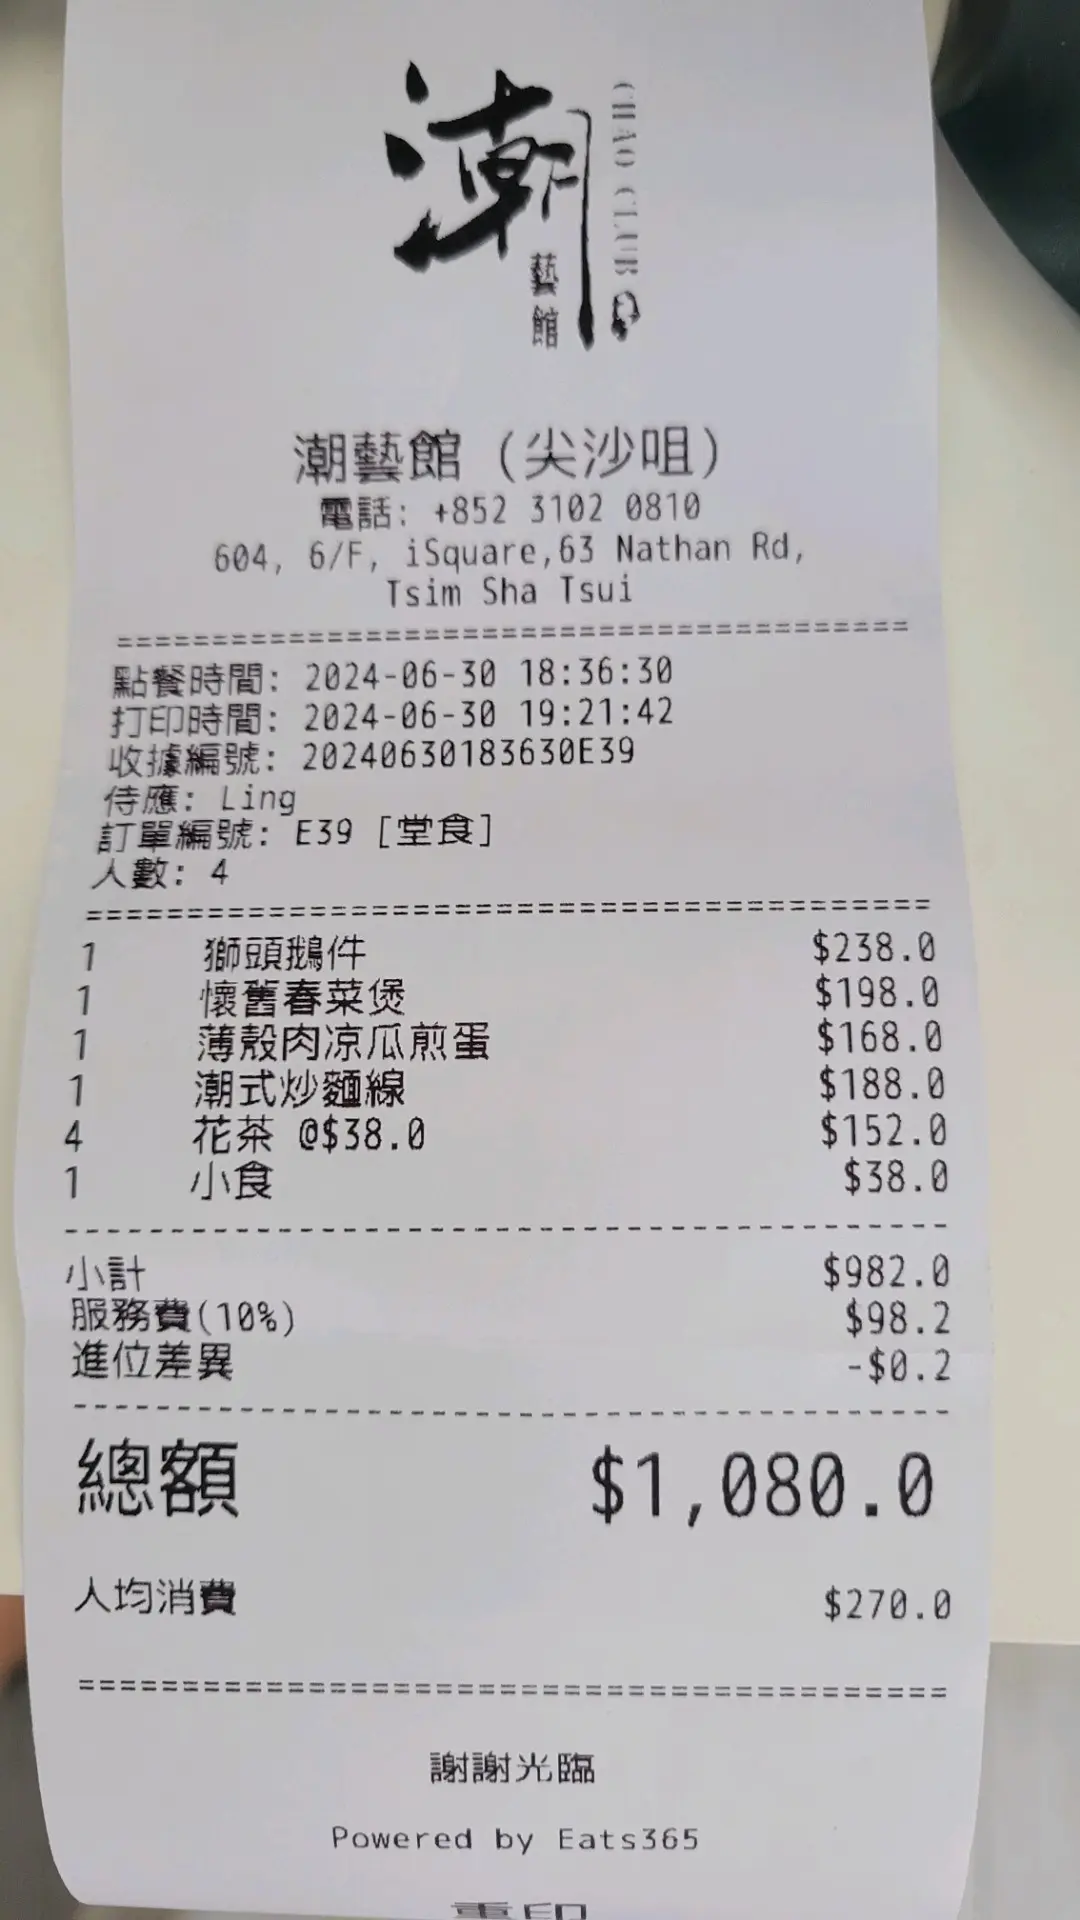 潮
藝館
CHAO CLUB
潮藝館 (尖沙咀)
電話: +852 3102 0810
604, 6/F, iSquare,63 Nathan Rd,
Tsim Sha Tsui
==========================================
點餐時間: 2024-06-30 18:36:30
打印時間: 2024-06-30 19:21:42
收據編號: 20240630183630E39
侍應: Ling
訂單編號: E39 [堂食]
人數: 4
==========================================
1 獅頭鵝件 $238.0
1 懷舊春菜煲 $198.0
1 薄殼肉凉瓜煎蛋 $168.0
1 潮式炒麵線 $188.0
4 花茶 @$38.0 $152.0
1 小食 $38.0
------------------------------------------
小計 $982.0
服務費(10%) $98.2
進位差異 -$0.2
------------------------------------------
總額 $1,080.0
人均消費 $270.0
==========================================
謝謝光臨
Powered by Eats365
重印